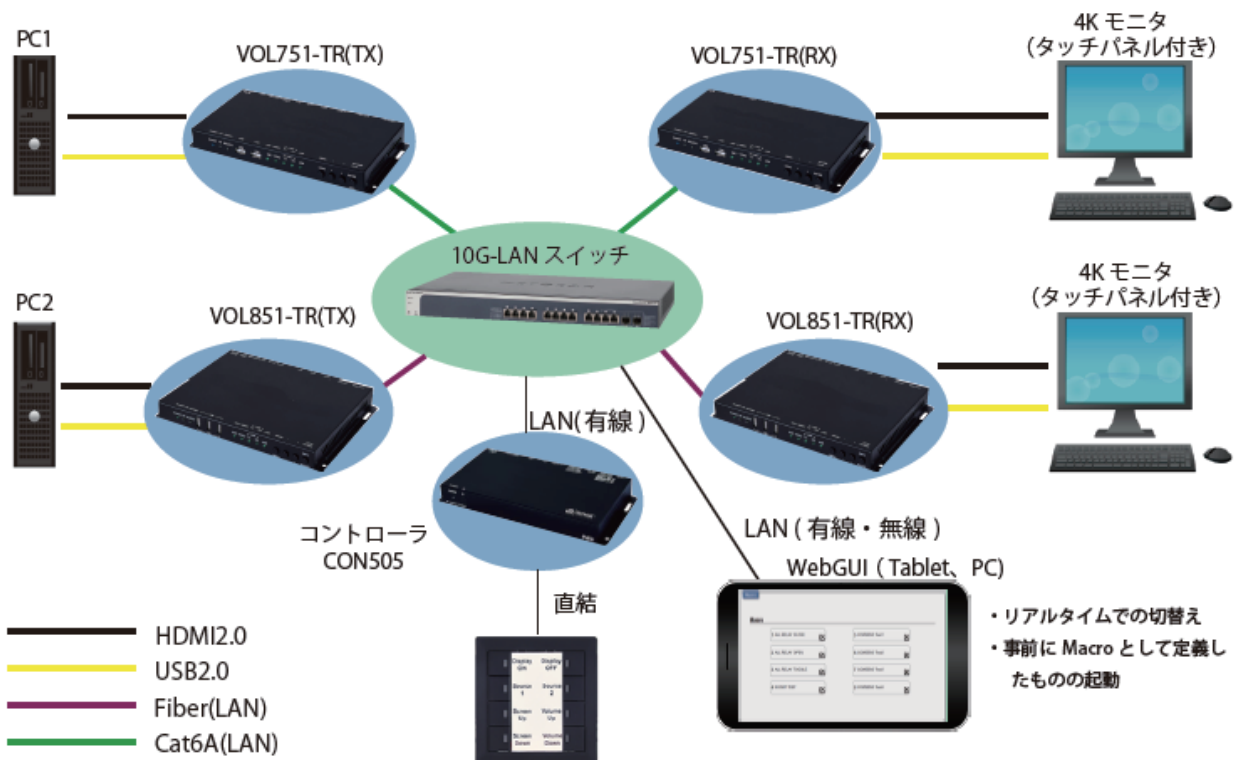 PC1
VOL751-TR(TX)
VOL751-TR(RX)
4K モニタ
（タッチパネル付き）
10G-LAN スイッチ
PC2
VOL851-TR(TX)
VOL851-TR(RX)
4K モニタ
（タッチパネル付き）
LAN( 有線 )
コントローラ
CON505
LAN ( 有線・無線 )
WebGUI（ Tablet、PC)
直結
・リアルタイムでの切替え
・事前に Macro として定義し
たものの起動
HDMI2.0
USB2.0
Fiber(LAN)
Cat6A(LAN)
Display ON
Display OFF
Source 1
Source 2
Screen Up
Volume Up
Screen Down
Volume Down